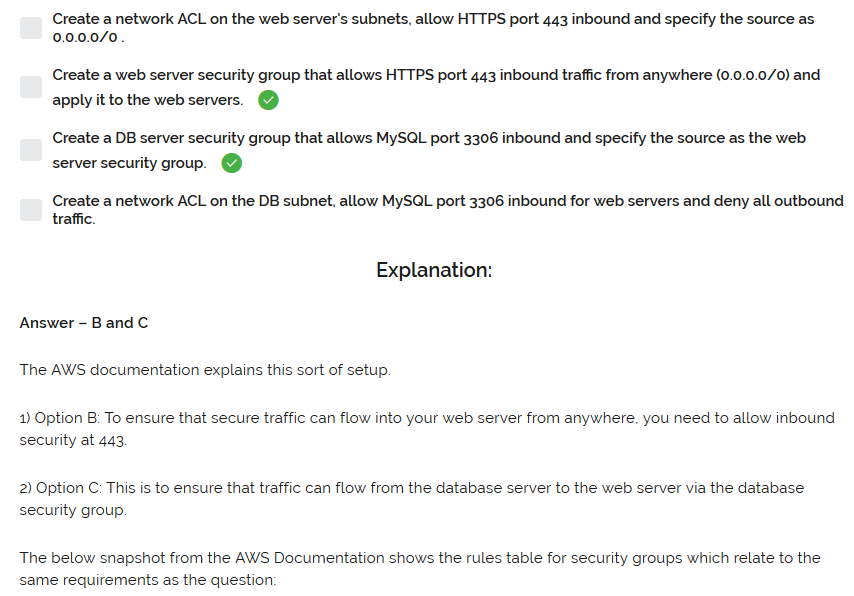 Create a network ACL on the web server's subnets, allow HTTPS port 443 inbound and specify the source as
0.0.0.0/0 .
Create a web server security group that allows HTTPS port 443 inbound traffic from anywhere (0.0.0.0/0) and
apply it to the web servers.
Create a DB server security group that allows MySQL port 3306 inbound and specify the source as the web
server security group.
Create a network ACL on the DB subnet, allow MySQL port 3306 inbound for web servers and deny all outbound
traffic.
Explanation:
Answer – B and C
The AWS documentation explains this sort of setup.
1) Option B: To ensure that secure traffic can flow into your web server from anywhere, you need to allow inbound
security at 443.
2) Option C: This is to ensure that traffic can flow from the database server to the web server via the database
security group.
The below snapshot from the AWS Documentation shows the rules table for security groups which relate to the
same requirements as the question: